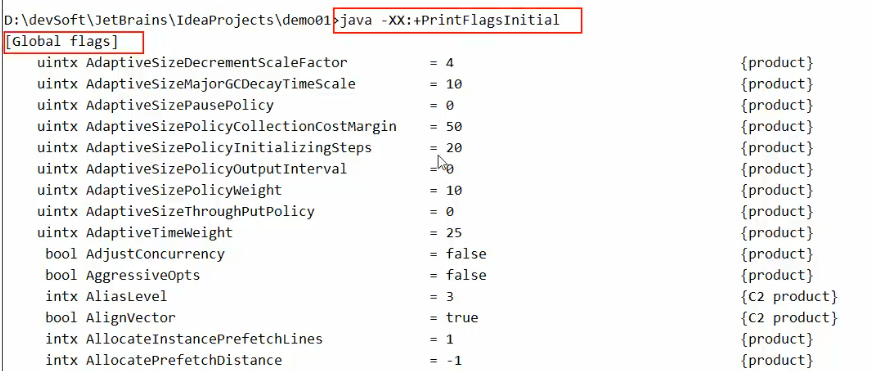 D:\devSoft\JetBrains\IdeaProjects\demo01>java -XX:+PrintFlagsInitial
[Global flags]
uintx AdaptiveSizeDecrementScaleFactor = 4 {product}
uintx AdaptiveSizeMajorGCDecayTimeScale = 10 {product}
uintx AdaptiveSizePausePolicy = 0 {product}
uintx AdaptiveSizePolicyCollectionCostMargin = 50 {product}
uintx AdaptiveSizePolicyInitializingSteps = 20 {product}
uintx AdaptiveSizePolicyOutputInterval = 0 {product}
uintx AdaptiveSizePolicyWeight = 10 {product}
uintx AdaptiveSizeThroughPutPolicy = 0 {product}
uintx AdaptiveTimeWeight = 25 {product}
bool AdjustConcurrency = false {product}
bool AggressiveOpts = false {product}
intx AliasLevel = 3 {C2 product}
bool AlignVector = true {C2 product}
intx AllocateInstancePrefetchLines = 1 {product}
intx AllocatePrefetchDistance = -1 {product}